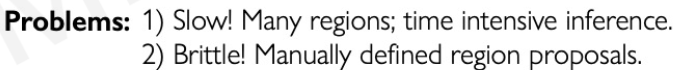 Problems: 1) Slow! Many regions; time intensive inference.
2) Brittle! Manually defined region proposals.